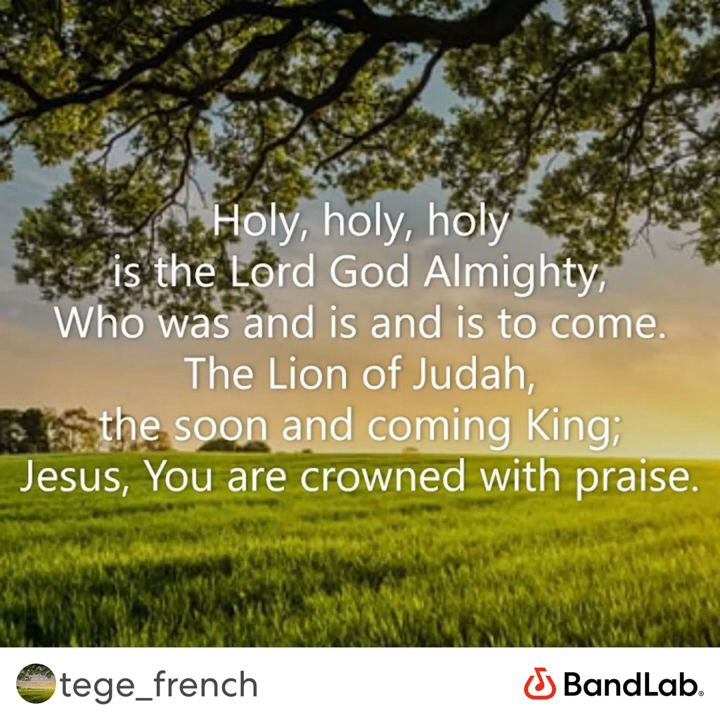 Holy, holy, holy
is the Lord God Almighty,
Who was and is and is to come.
The Lion of Judah,
the soon and coming King;
Jesus, You are crowned with praise.
tege_french
BandLab®